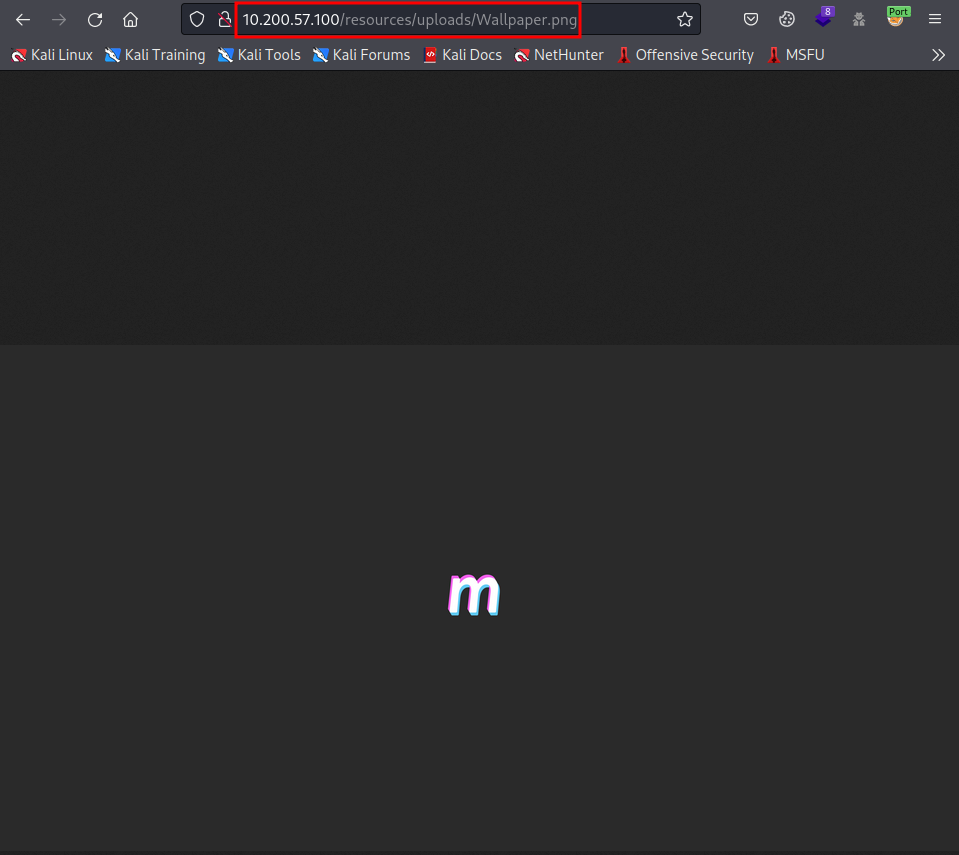 10.200.57.100/resources/uploads/Wallpaper.png
8
Port
Kali Linux Kali Training Kali Tools Kali Forums Kali Docs NetHunter Offensive Security MSFU
m